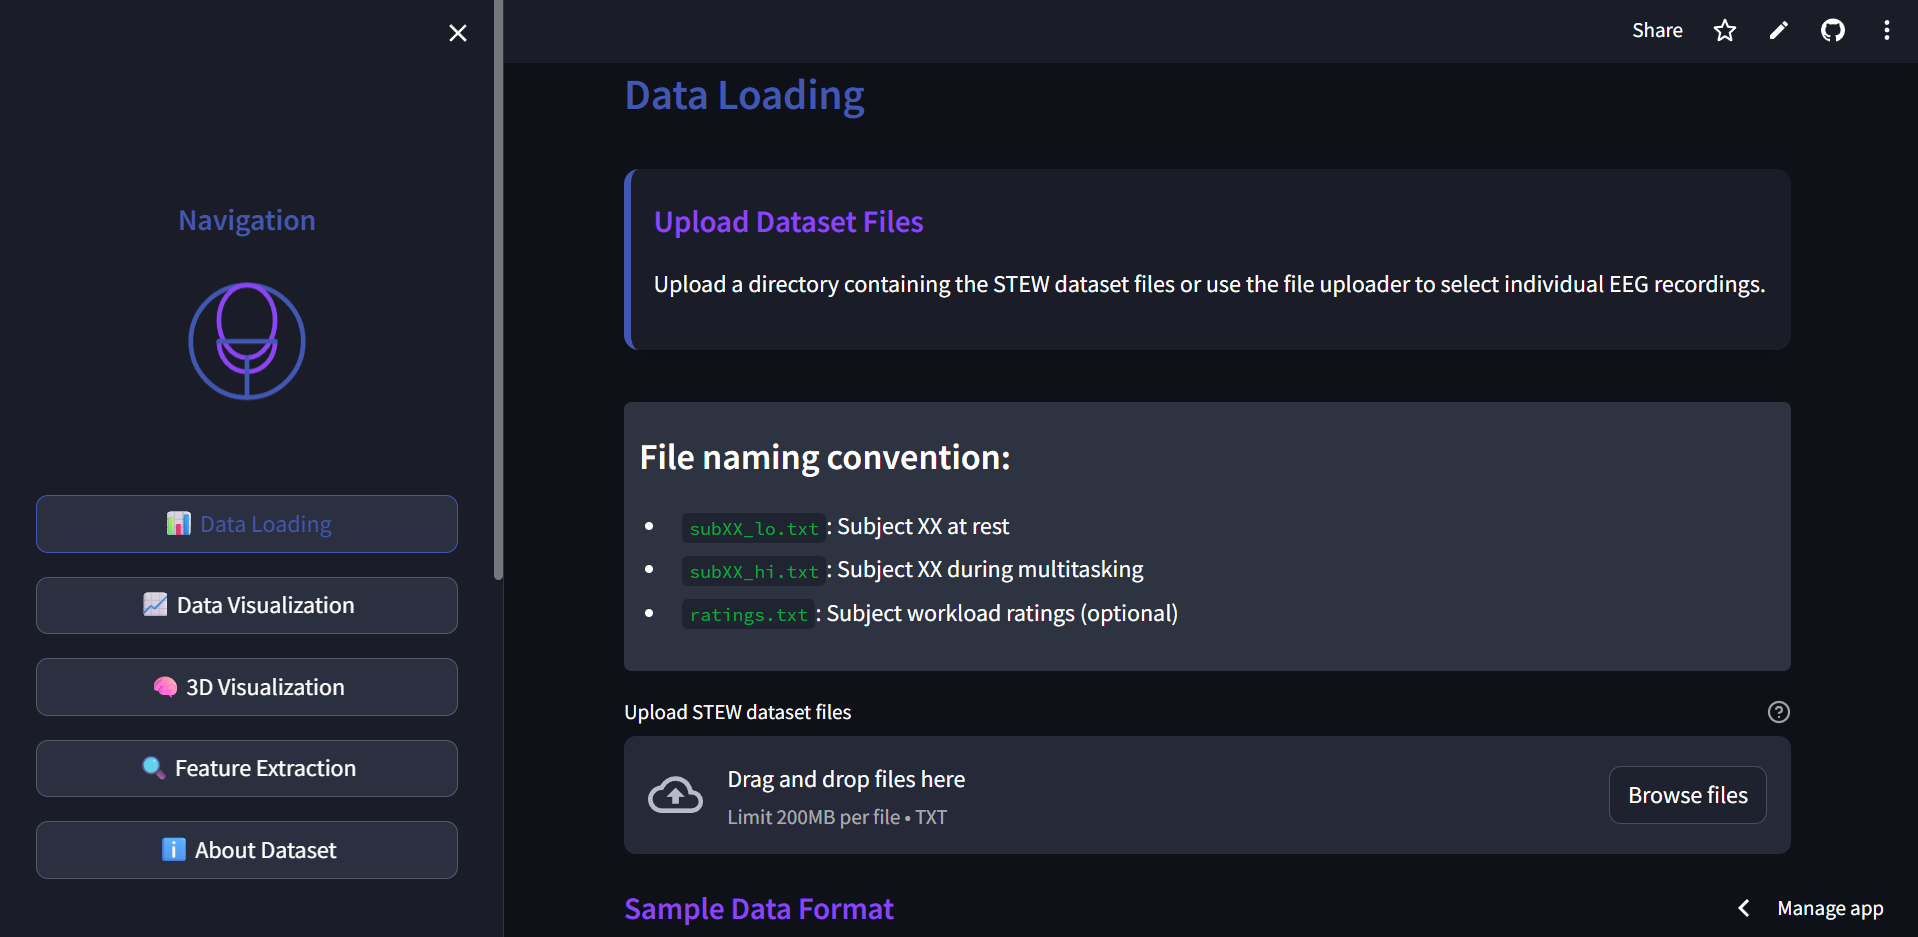 Share
Navigation
Data Loading
Data Visualization
3D Visualization
Feature Extraction
About Dataset
Data Loading
Upload Dataset Files
Upload a directory containing the STEW dataset files or use the file uploader to select individual EEG recordings.
File naming convention:
subXX_lo.txt : Subject XX at rest
subXX_hi.txt : Subject XX during multitasking
ratings.txt : Subject workload ratings (optional)
Upload STEW dataset files
Drag and drop files here
Limit 200MB per file • TXT
Browse files
Sample Data Format
Manage app